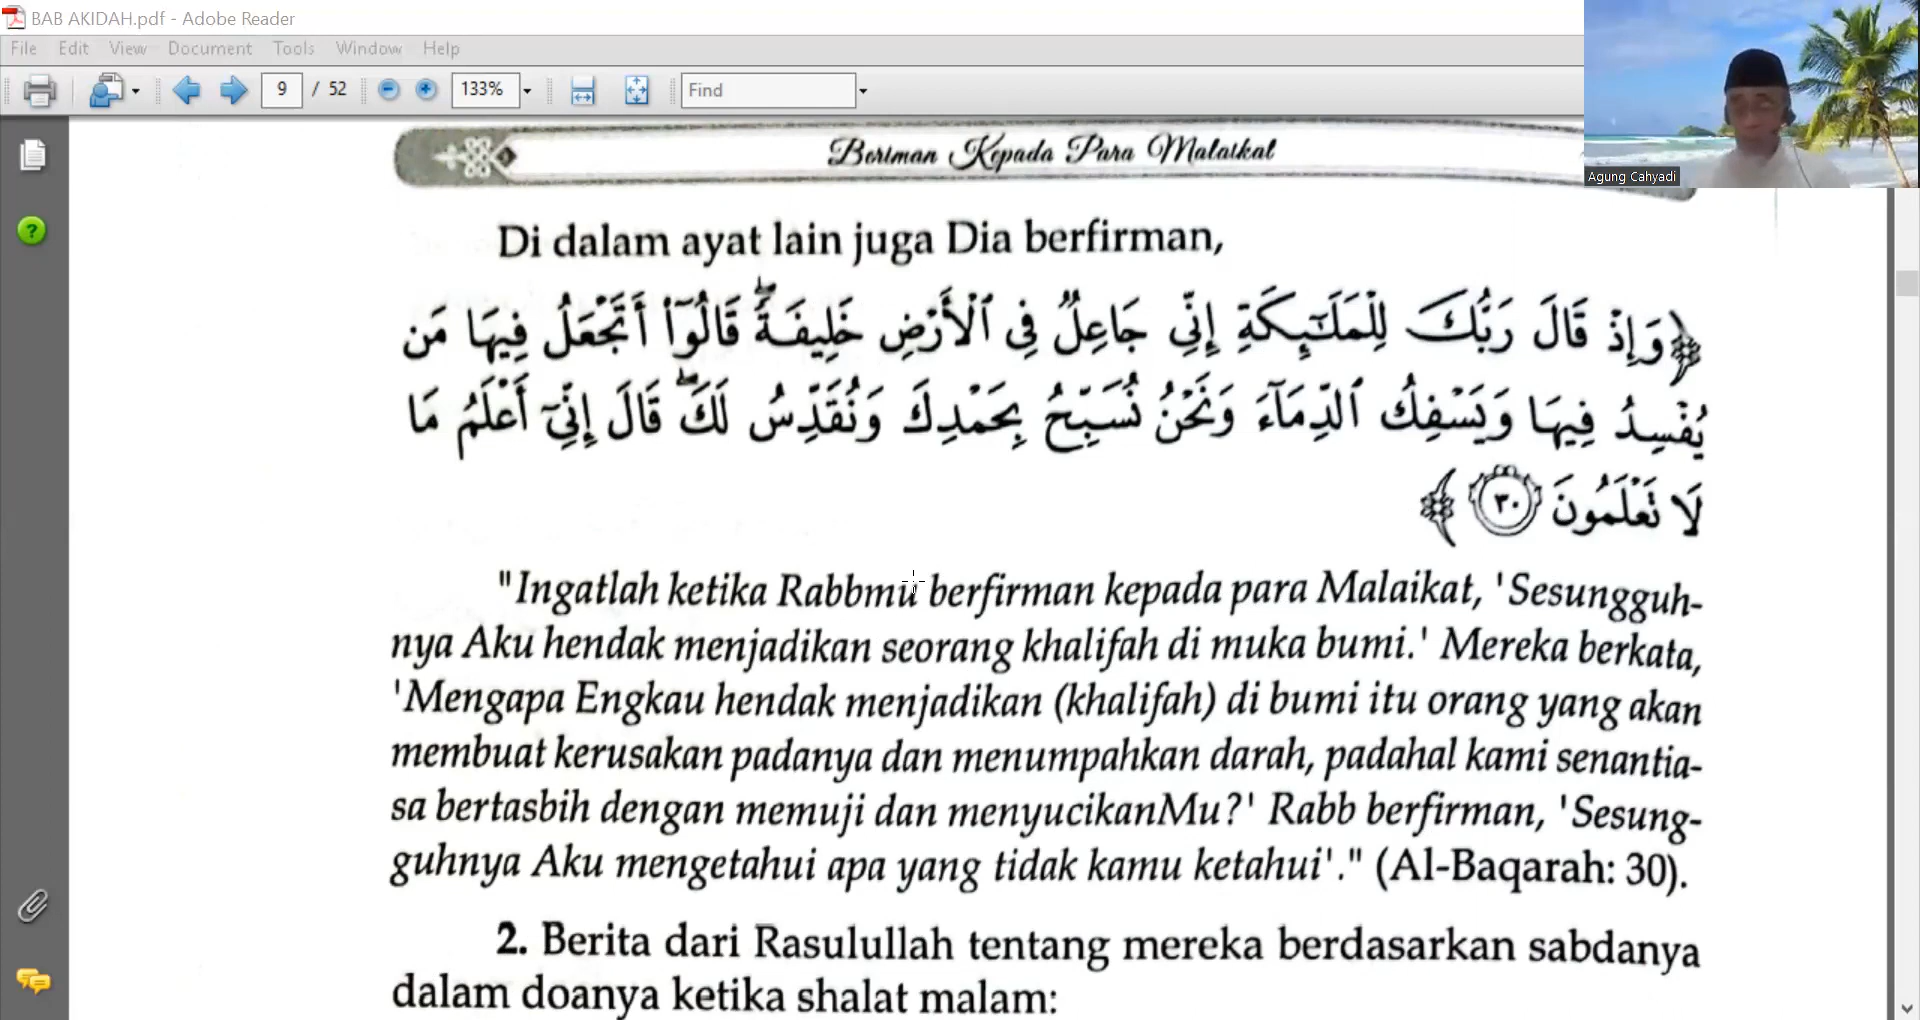 BAB AKIDAH.pdf - Adobe Reader
File Edit View Document Tools Window Help
9 / 52 133% Find
Agung Cahyadi
Beriman Kepada Para Malaikat
Di dalam ayat lain juga Dia berfirman,
﴿وَإِذْ قَالَ رَبُّكَ لِلْمَلَٰٓئِكَةِ إِنِّي جَاعِلٌ فِي ٱلْأَرْضِ خَلِيفَةًۖ قَالُوٓا۟ أَتَجْعَلُ فِيهَا مَن
يُفْسِدُ فِيهَا وَيَسْفِكُ ٱلدِّمَآءَ وَنَحْنُ نُسَبِّحُ بِحَمْدِكَ وَنُقَدِّسُ لَكَۖ قَالَ إِنِّيٓ أَعْلَمُ مَا
لَا تَعْلَمُونَ ٣٠﴾
"Ingatlah ketika Rabbmu berfirman kepada para Malaikat, 'Sesungguh-
nya Aku hendak menjadikan seorang khalifah di muka bumi.' Mereka berkata,
'Mengapa Engkau hendak menjadikan (khalifah) di bumi itu orang yang akan
membuat kerusakan padanya dan menumpahkan darah, padahal kami senantia-
sa bertasbih dengan memuji dan menyucikanMu?' Rabb berfirman, 'Sesung-
guhnya Aku mengetahui apa yang tidak kamu ketahui'." (Al-Baqarah: 30).
2. Berita dari Rasulullah tentang mereka berdasarkan sabdanya
dalam doanya ketika shalat malam: